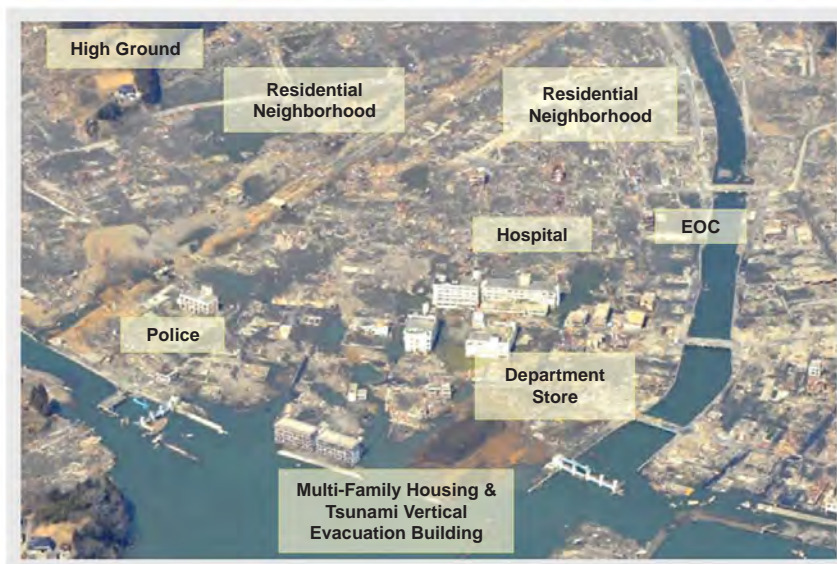 High Ground
Residential
Neighborhood
Residential
Neighborhood
Hospital
EOC
Police
Department
Store
Multi-Family Housing &
Tsunami Vertical
Evacuation Building